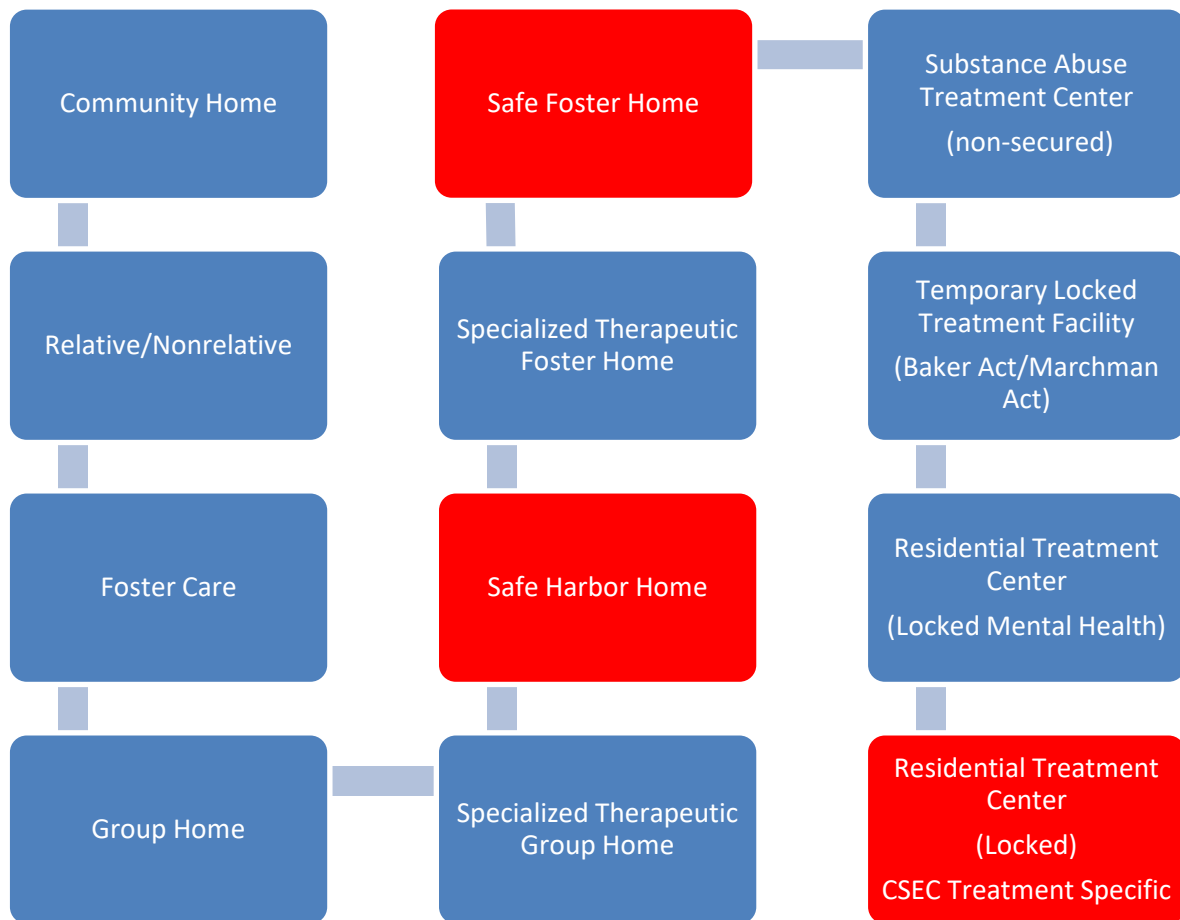 Community Home
Relative/Nonrelative
Foster Care
Group Home
Specialized Therapeutic
Group Home
Safe Harbor Home
Specialized Therapeutic
Foster Home
Safe Foster Home
Substance Abuse
Treatment Center
(non-secured)
Temporary Locked
Treatment Facility
(Baker Act/Marchman
Act)
Residential Treatment
Center
(Locked Mental Health)
Residential Treatment
Center
(Locked)
CSEC Treatment Specific